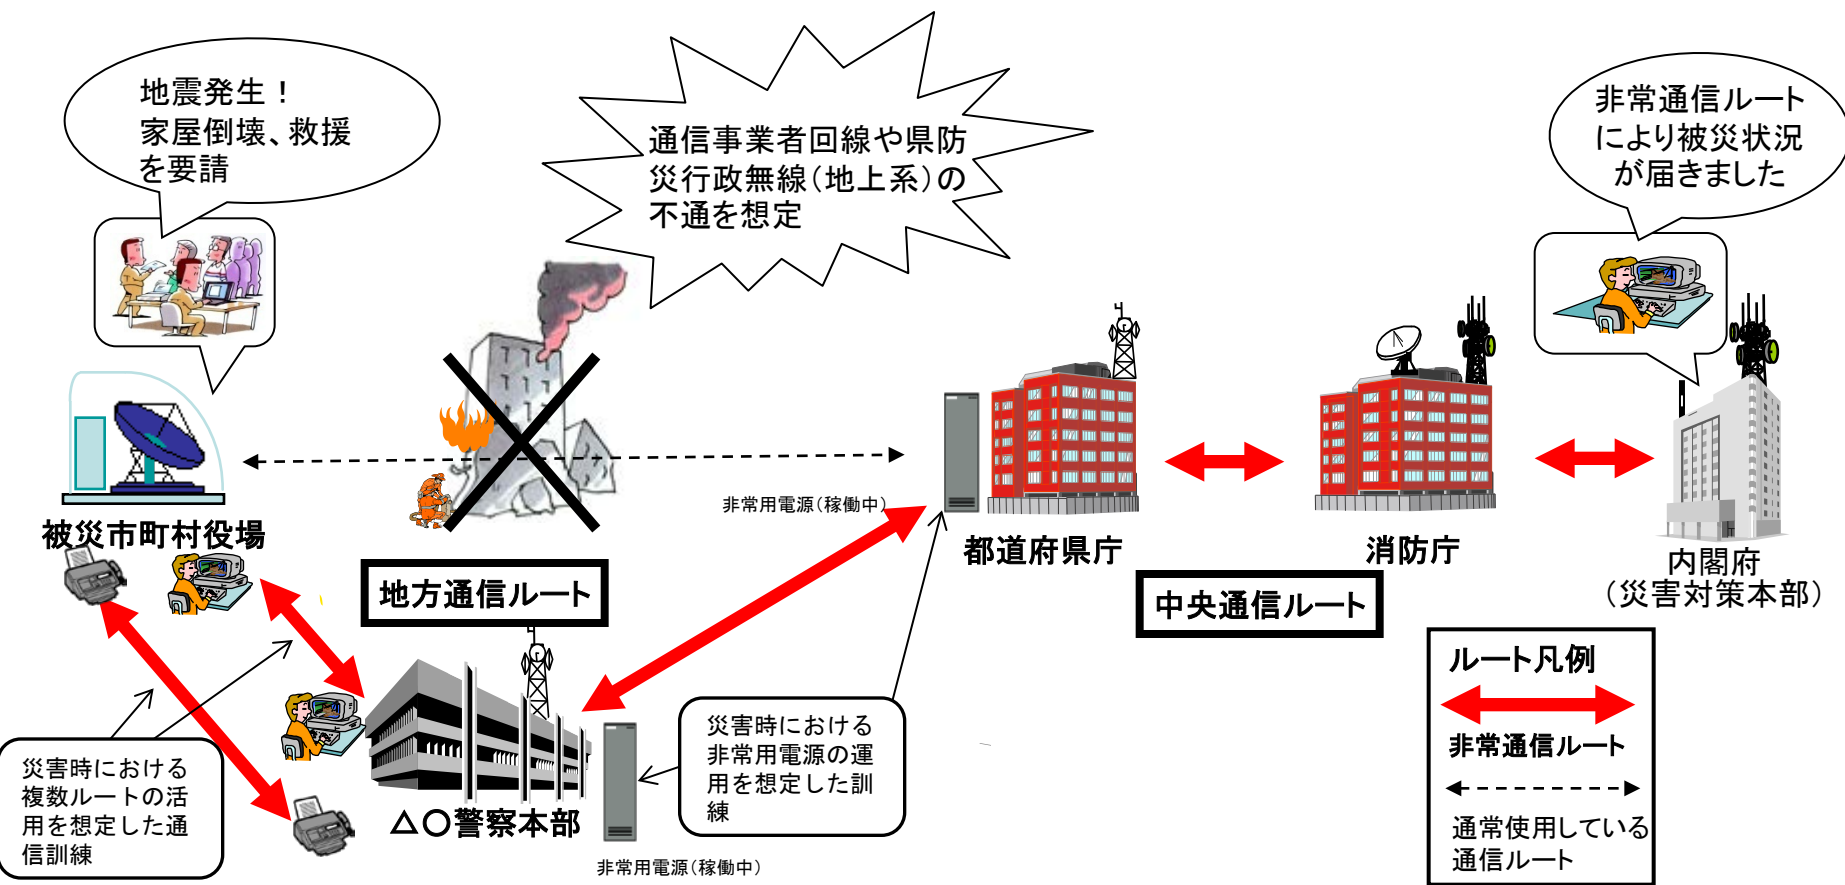 地震発生！
家屋倒壊、救援
を要請
通信事業者回線や県防
災行政無線（地上系）の
不通を想定
非常通信ルート
により被災状況
が届きました
非常用電源（稼働中）
被災市町村役場
都道府県庁
消防庁
内閣府
（災害対策本部）
地方通信ルート
中央通信ルート
災害時における
複数ルートの活
用を想定した通
信訓練
△〇警察本部
非常用電源（稼働中）
災害時における
非常用電源の運
用を想定した訓
練
ルート凡例
非常通信ルート
通常使用している
通信ルート